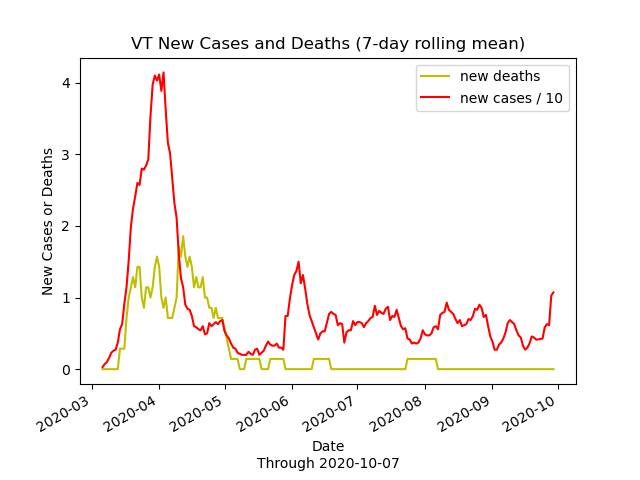 VT New Cases and Deaths (7-day rolling mean)
new deaths
new cases / 10
New Cases or Deaths
4
3
2
1
0
2020-03
2020-04
2020-05
2020-06
2020-07
2020-08
2020-09
2020-10
Date
Through 2020-10-07